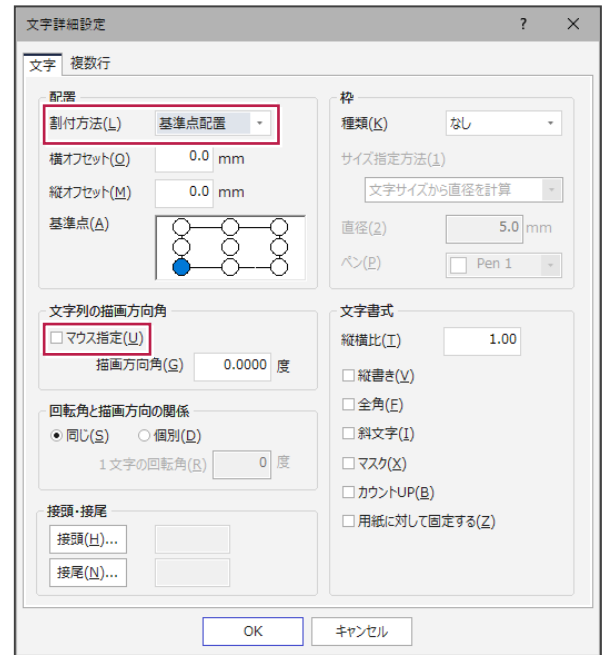 文字詳細設定 ? ×
文字 複数行
配置
割付方法(L) 基準点配置
横オフセット(O) 0.0 mm
縦オフセット(M) 0.0 mm
基準点(A)
文字列の描画方向角
マウス指定(U)
描画方向角(G) 0.0000 度
回転角と描画方向の関係
同じ(S) 個別(D)
1文字の回転角(R) 0 度
接頭・接尾
接頭(H)...
接尾(N)...
枠
種類(K) なし
サイズ指定方法(1)
文字サイズから直径を計算
直径(2) 5.0 mm
ペン(P) Pen 1
文字書式
縦横比(T) 1.00
縦書き(V)
全角(F)
斜文字(I)
マスク(X)
カウントUP(B)
用紙に対して固定する(Z)
OK キャンセル